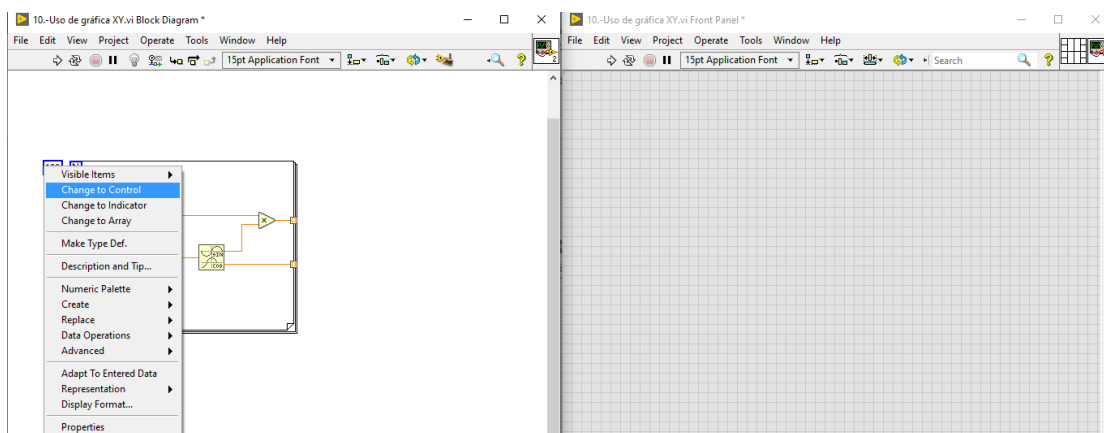 10.-Uso de gráfica XY.vi Block Diagram *
File Edit View Project Operate Tools Window Help
15pt Application Font
2
N
Visible Items
Change to Control
Change to Indicator
Change to Array
Make Type Def.
Description and Tip...
Numeric Palette
Create
Replace
Data Operations
Advanced
Adapt To Entered Data
Representation
Display Format...
Properties
SIN
COS
10.-Uso de gráfica XY.vi Front Panel *
File Edit View Project Operate Tools Window Help
15pt Application Font
Search